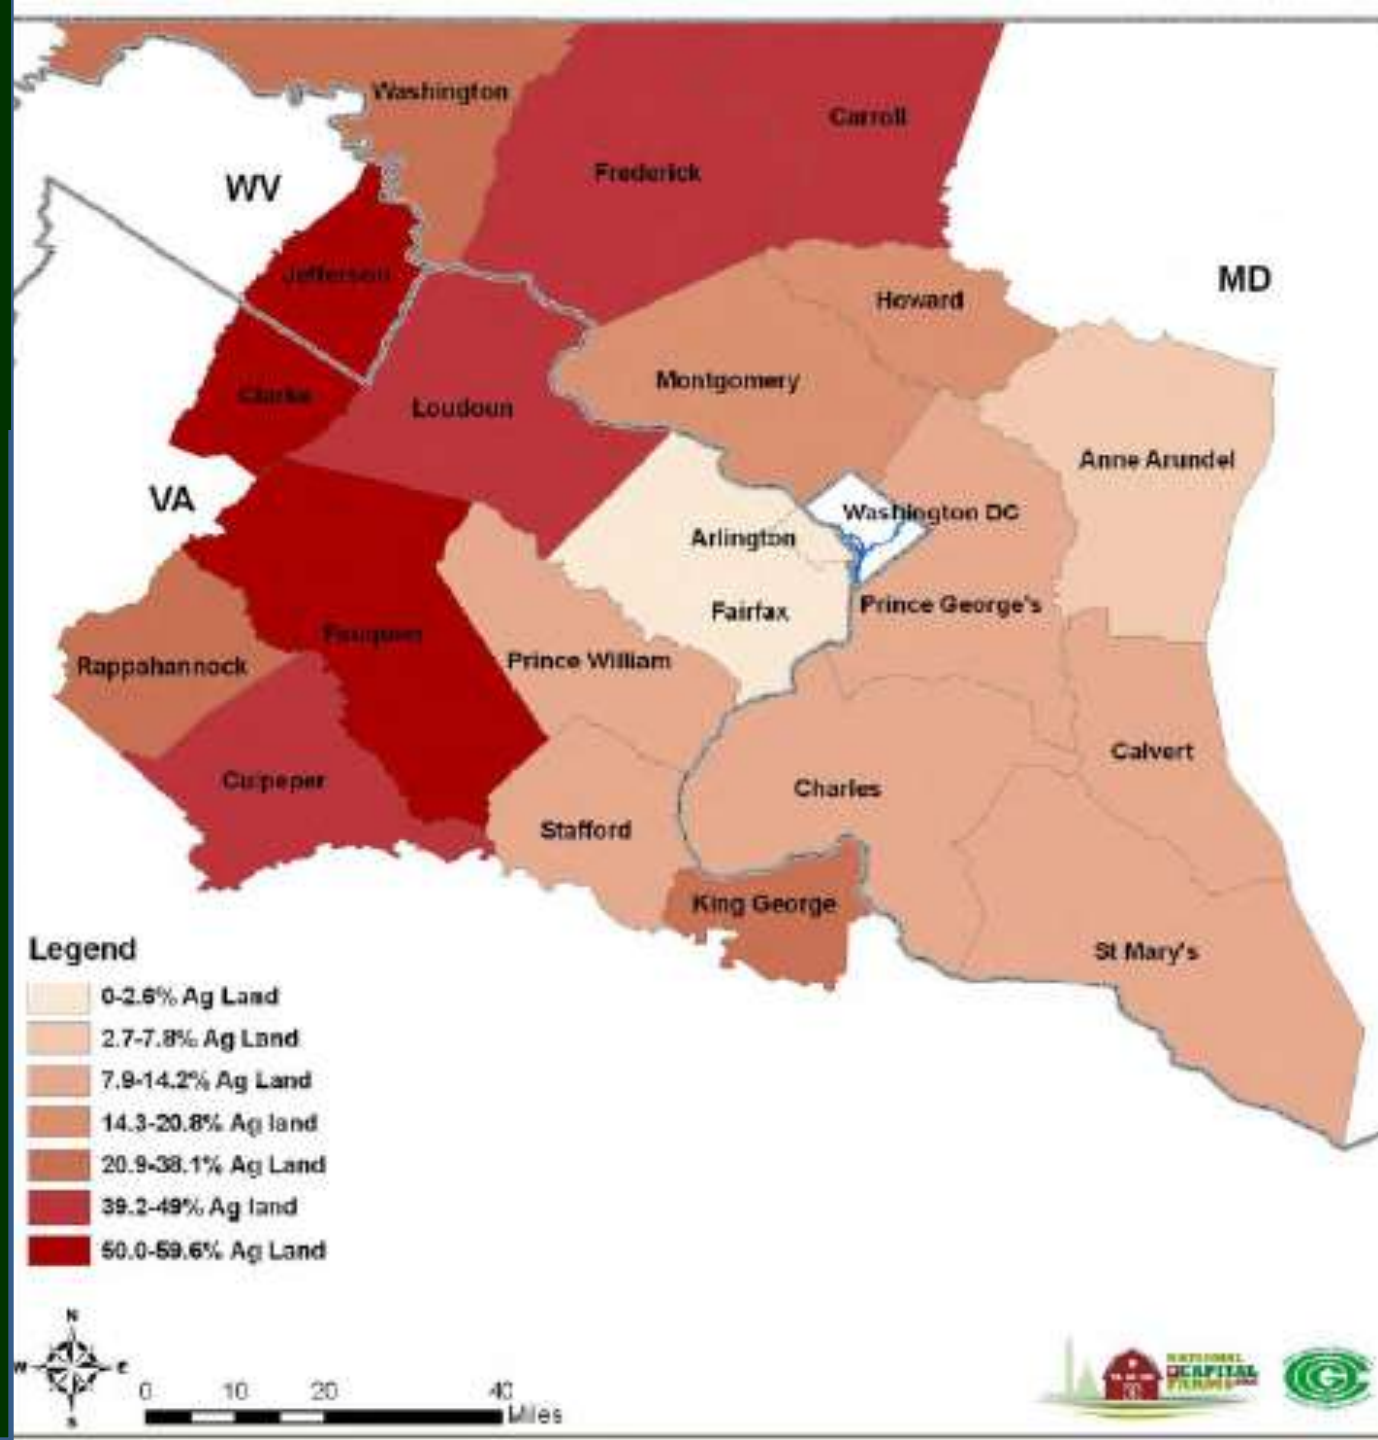 Washington
Carroll
Frederick
WV
Jefferson
MD
Howard
Montgomery
Clarke
Loudoun
Anne Arundel
VA
Washington DC
Arlington
Prince George's
Fairfax
Fauquier
Prince William
Rappahannock
Calvert
Culpeper
Charles
Stafford
King George
St Mary's
Legend
0-2.6% Ag Land
2.7-7.8% Ag Land
7.9-14.2% Ag Land
14.3-20.8% Ag land
20.9-38.1% Ag Land
39.2-49% Ag land
50.0-59.6% Ag Land
N
W E
S
0 10 20 40
Miles
NATIONAL
CAPITAL
FARMS